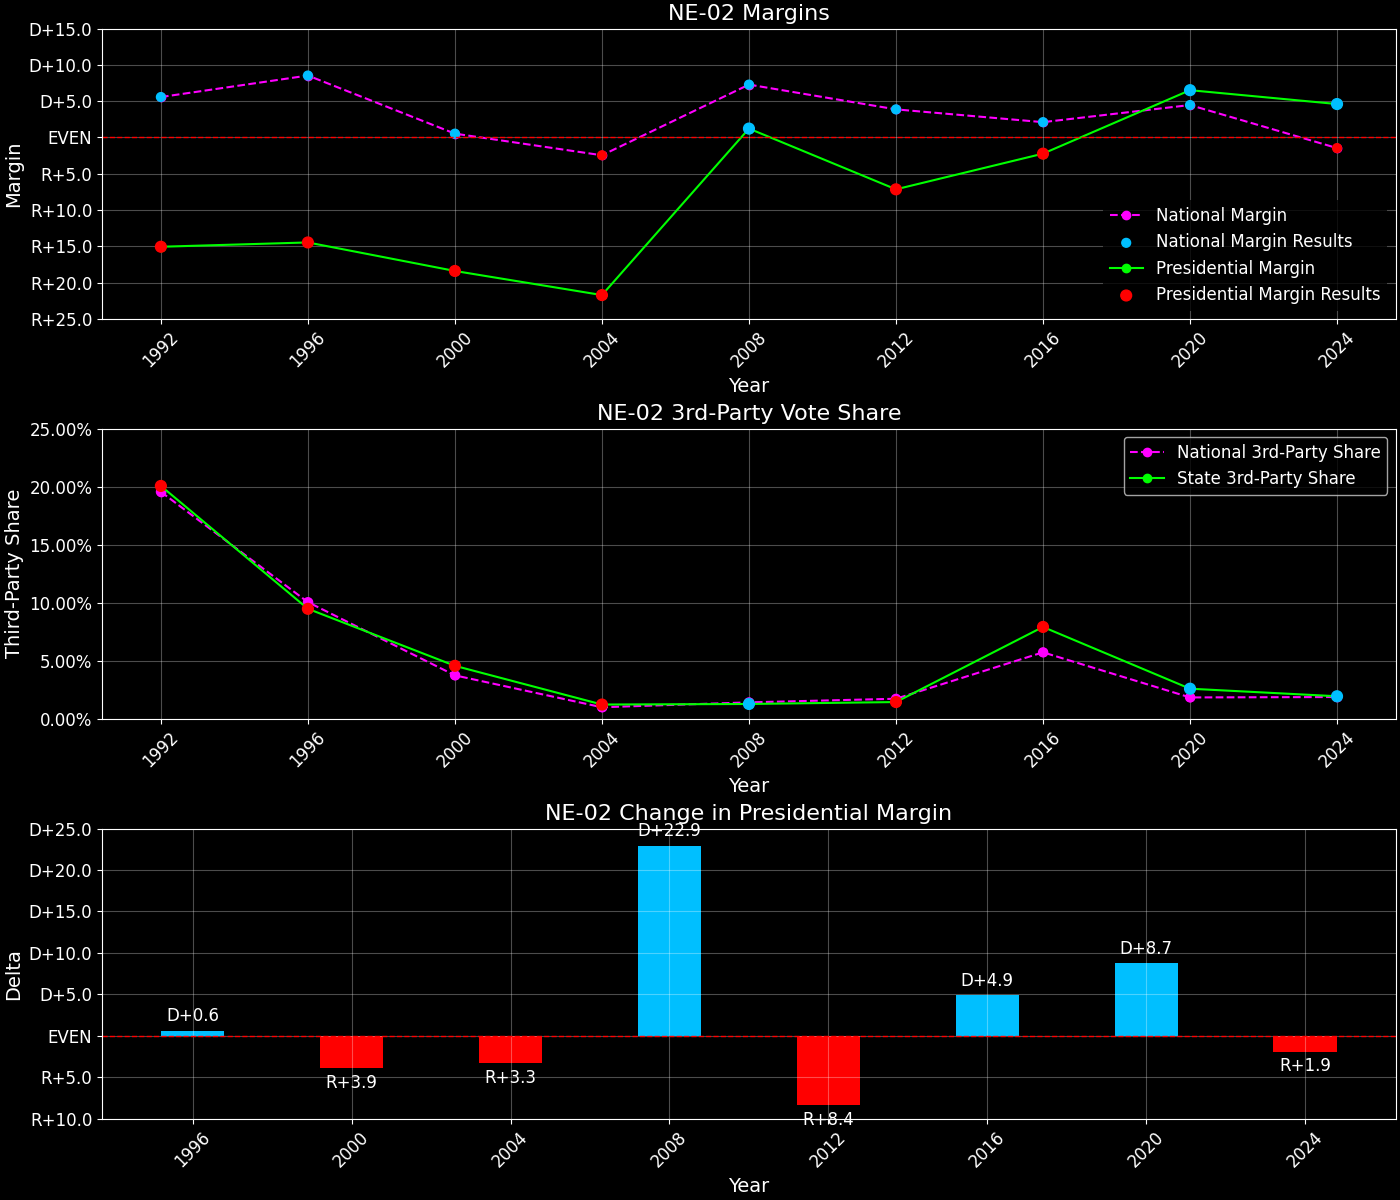 NE-02 Margins
D+15.0
D+10.0
D+5.0
EVEN
R+5.0
R+10.0
R+15.0
R+20.0
R+25.0
Margin
National Margin
National Margin Results
Presidential Margin
Presidential Margin Results
1992 1996 2000 2004 2008 2012 2016 2020 2024
Year
NE-02 3rd-Party Vote Share
25.00%
20.00%
15.00%
10.00%
5.00%
0.00%
Third-Party Share
National 3rd-Party Share
State 3rd-Party Share
1992 1996 2000 2004 2008 2012 2016 2020 2024
Year
NE-02 Change in Presidential Margin
D+25.0
D+20.0
D+15.0
D+10.0
D+5.0
EVEN
R+5.0
R+10.0
Delta
D+0.6
R+3.9
R+3.3
D+22.9
R+8.4
D+4.9
D+8.7
R+1.9
1996 2000 2004 2008 2012 2016 2020 2024
Year